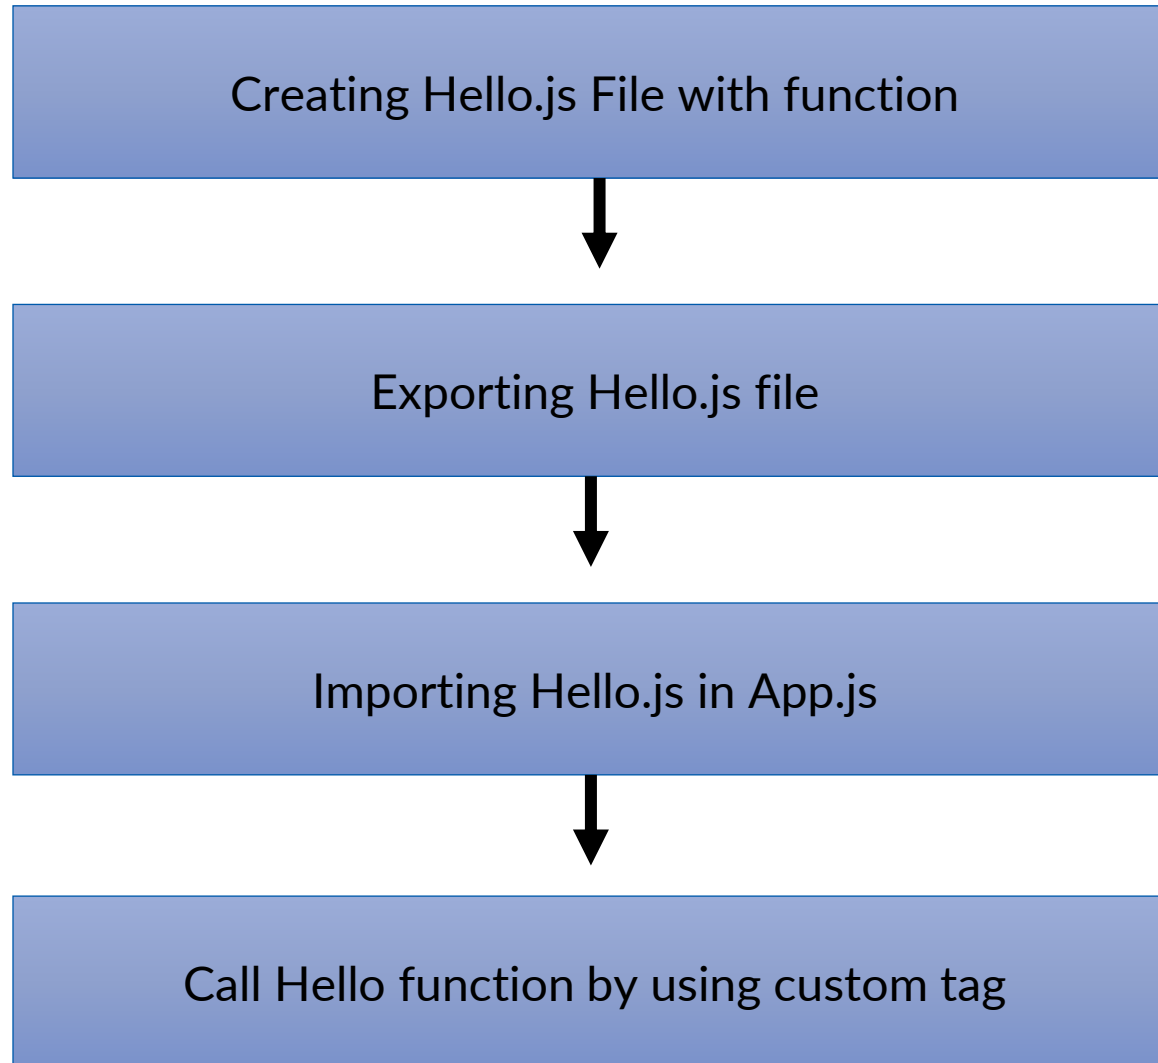 Creating Hello.js File with function
Exporting Hello.js file
Importing Hello.js in App.js
Call Hello function by using custom tag